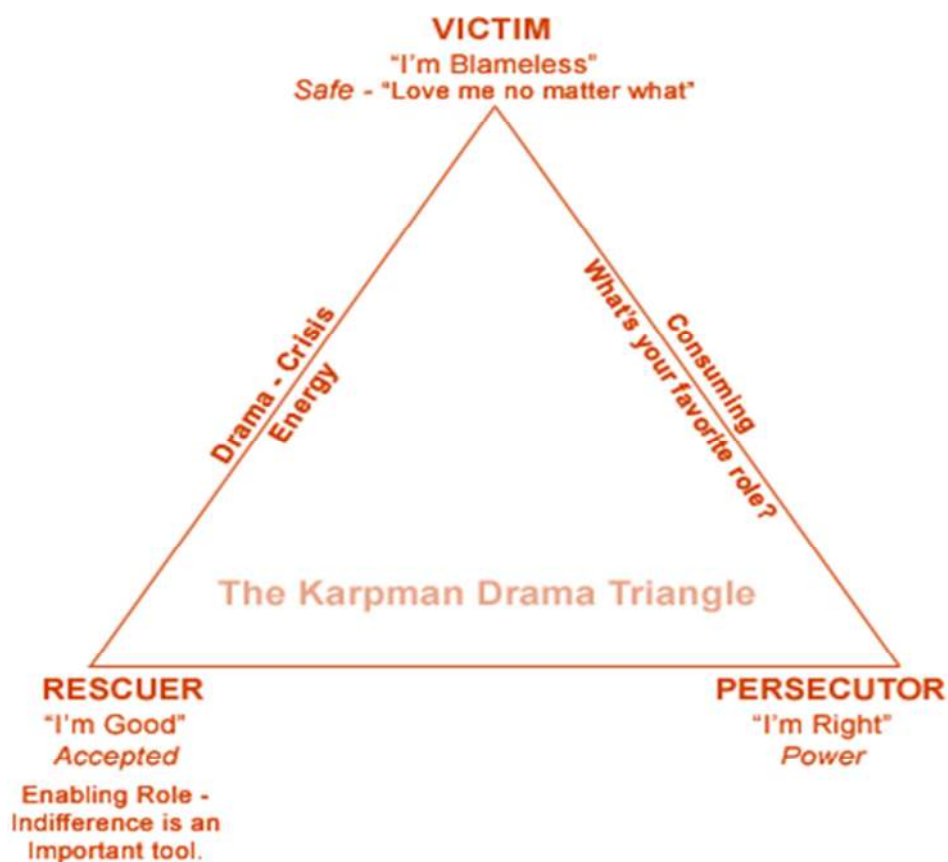 VICTIM
“I’m Blameless”
Safe - “Love me no matter what”
Drama - Crisis
Energy
Consuming
What’s your favorite role?
The Karpman Drama Triangle
RESCUER
“I’m Good”
Accepted
Enabling Role -
Indifference is an
Important tool.
PERSECUTOR
“I’m Right”
Power